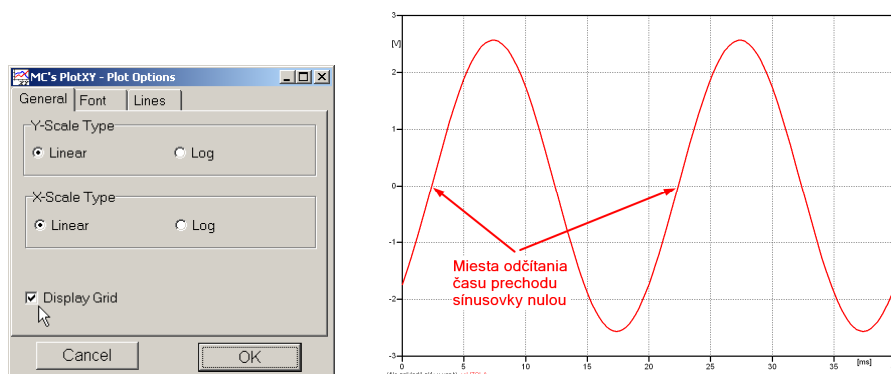 MC's PlotXY - Plot Options
General Font Lines
Y-Scale Type
Linear Log
X-Scale Type
Linear Log
Display Grid
Cancel OK
3
[V]
2
1
0
-1
-2
-3
Miesta odčítania
času prechodu
sínusovky nulou
0 5 10 15 20 25 30 35 [ms]